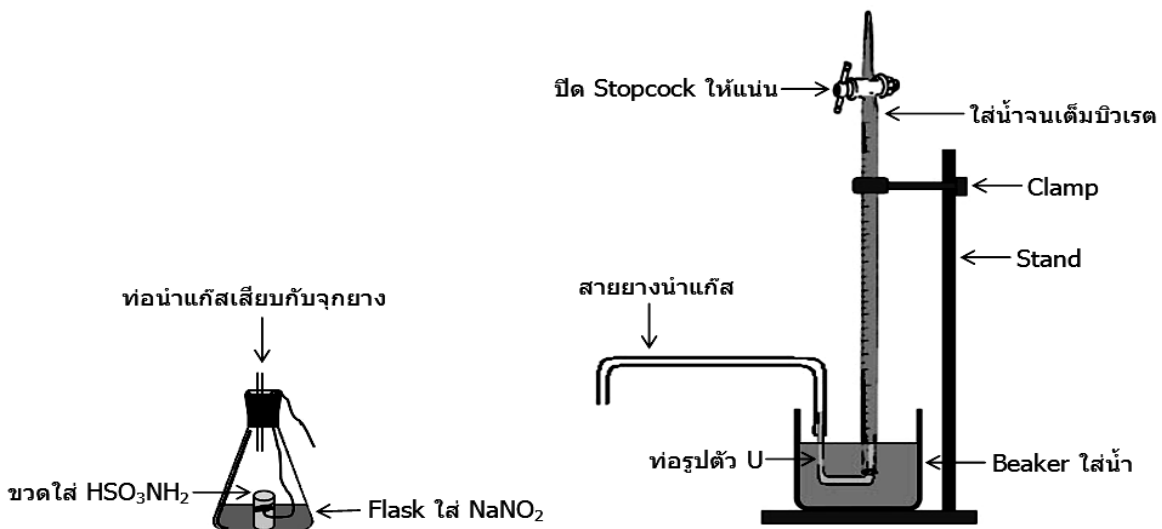 ปิด Stopcock ให้แน่น
ใส่น้ำจนเต็มบิวเรต
Clamp
Stand
สายยางนำแก๊ส
ท่อนำแก๊สเสียบกับจุกยาง
ท่อรูปตัว U
Beaker ใส่น้ำ
ขวดใส่ HSO₃NH₂
Flask ใส่ NaNO₂